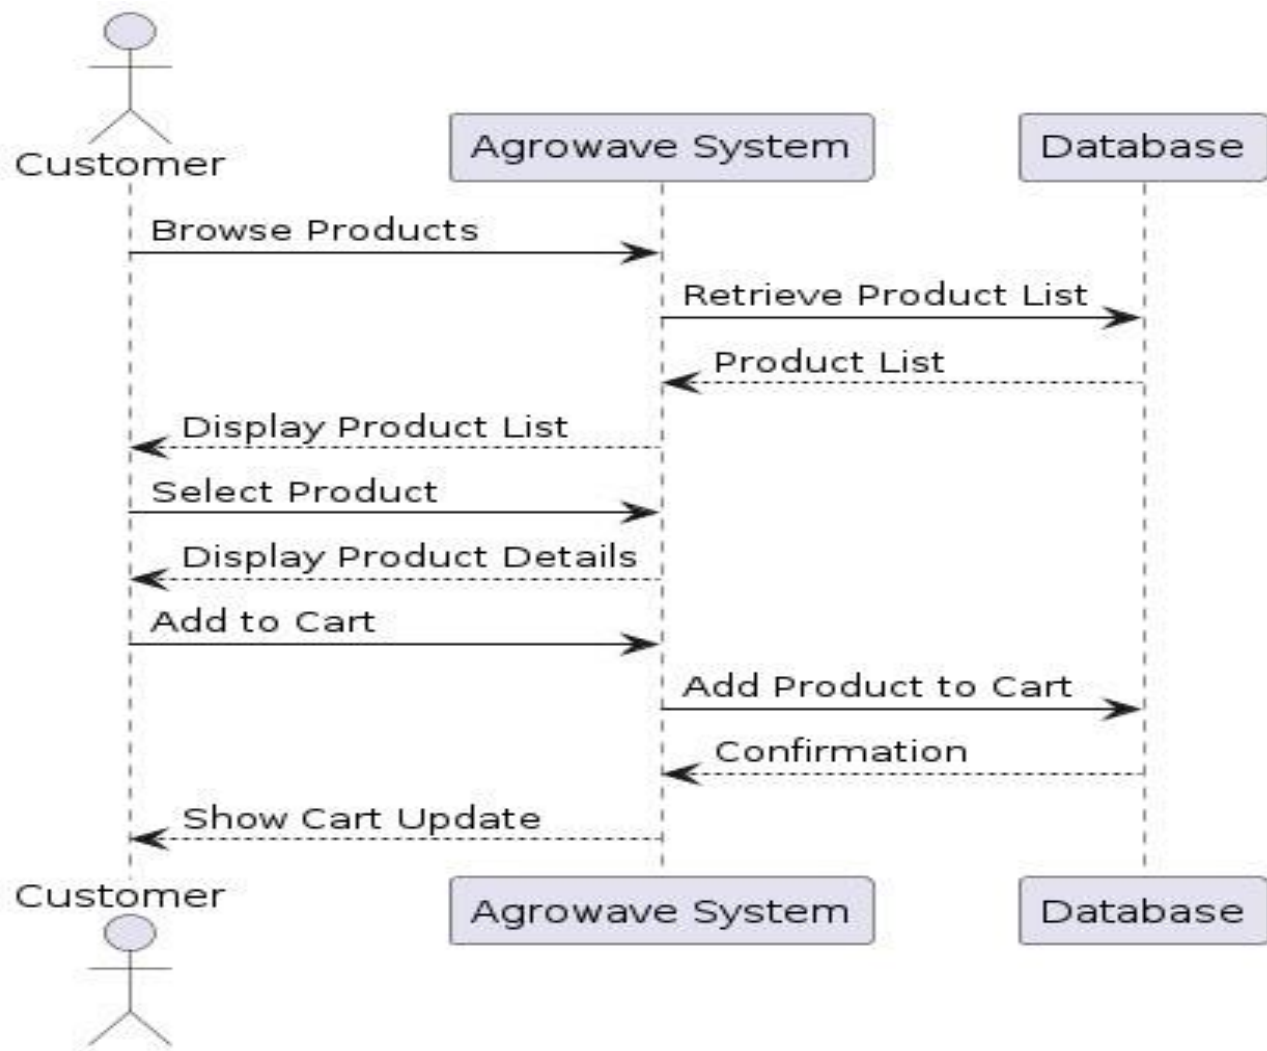 Customer
Agrowave System
Database
Browse Products
Retrieve Product List
Product List
Display Product List
Select Product
Display Product Details
Add to Cart
Add Product to Cart
Confirmation
Show Cart Update
Customer
Agrowave System
Database